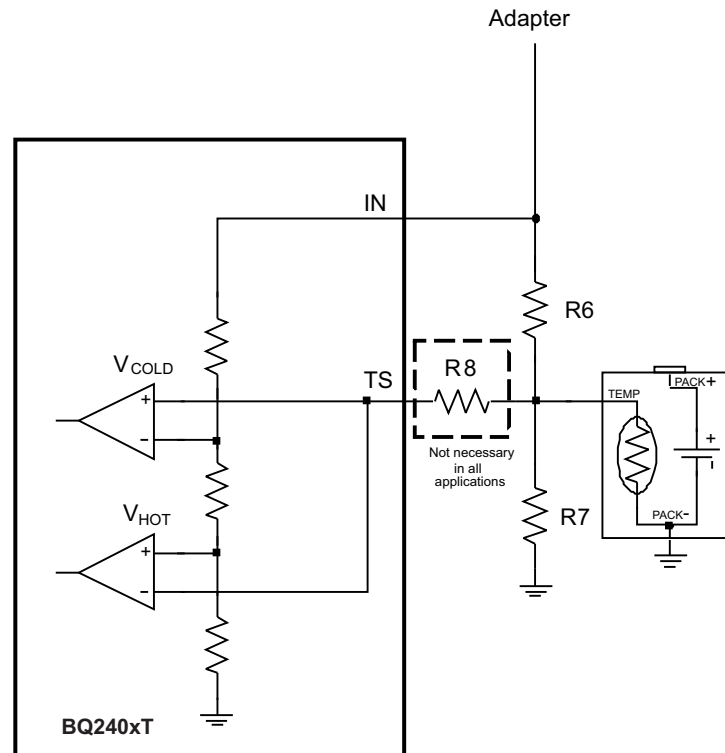 Adapter
IN
R6
VCOLD
TS
R8
PACK+
TEMP
+
-
+
-
Not necessary
in all
applications
VHOT
R7
PACK-
+
-
BQ240xT